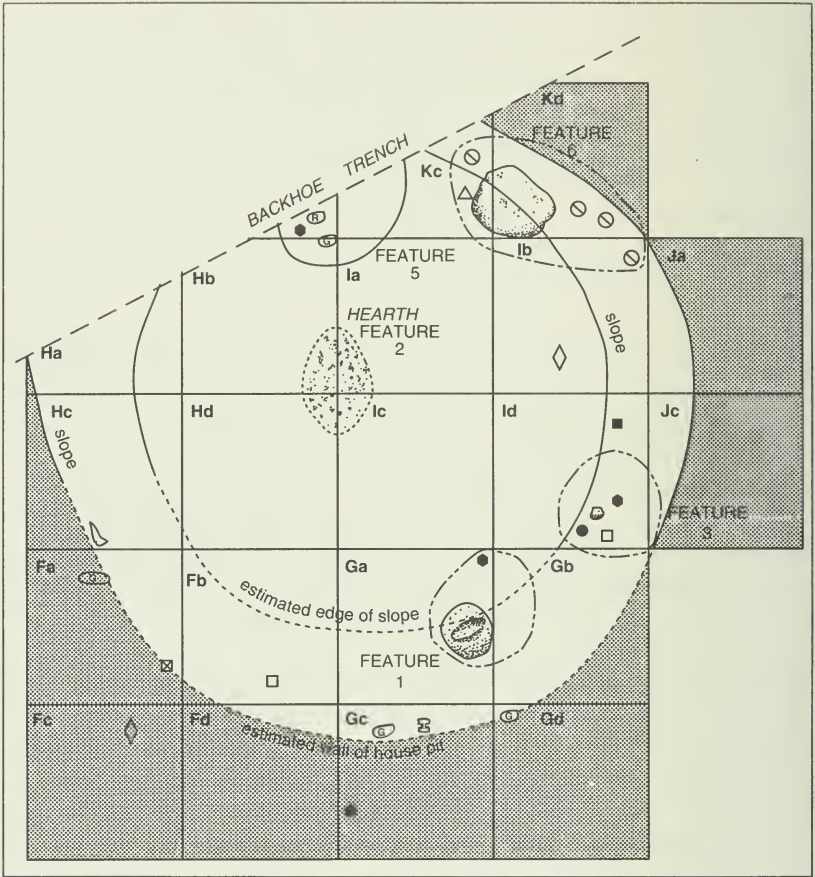 Kd
FEATURE
6
BACKHOE TRENCH
Kc
R
G
Hb
Ia
FEATURE
5
Ib
Ja
HEARTH
FEATURE
2
slope
Ha
Hc
Hd
Ic
Id
Jc
slope
FEATURE
3
Fa
G
Fb
Ga
Gb
estimated edge of slope
FEATURE
1
Fc
Fd
Gc
G
G
Gd
estimated wall of house pit